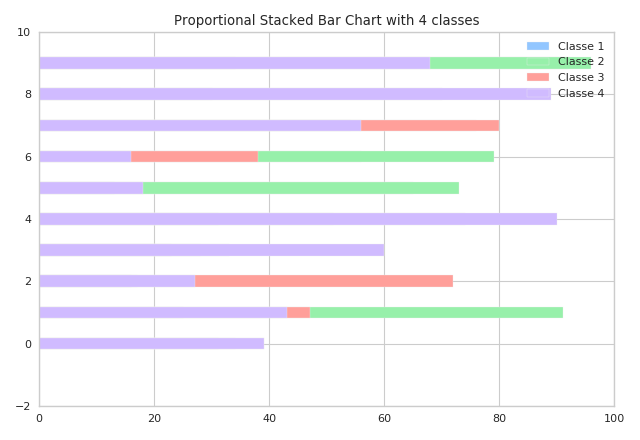 Proportional Stacked Bar Chart with 4 classes
Classe 1
Classe 2
Classe 3
Classe 4
10
8
6
4
2
0
−2
0 20 40 60 80 100